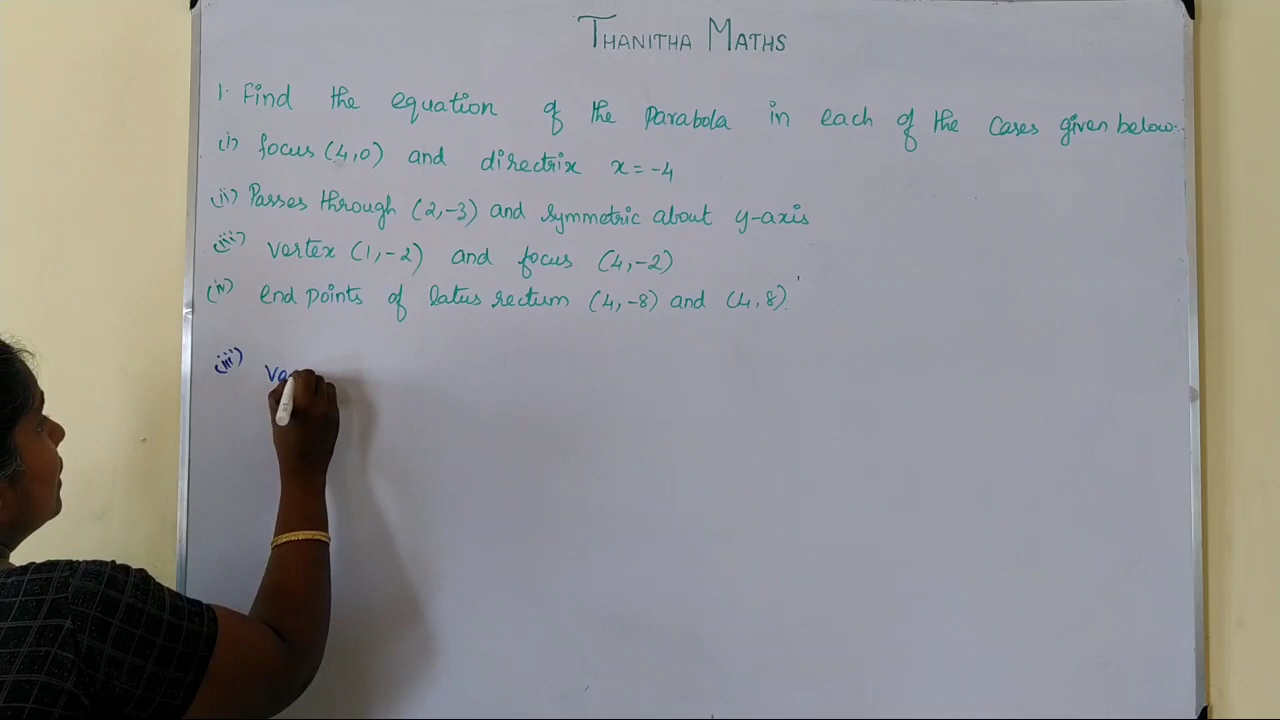 THANITHA MATHS
1. Find the equation of the Parabola in each of the Cases given below:
(i) focus (4,0) and directrix x = -4
(ii) Passes through (2,-3) and symmetric about y-axis
(iii) vertex (1,-2) and focus (4,-2)
(iv) end points of latus rectum (4,-8) and (4,8).
(iii)